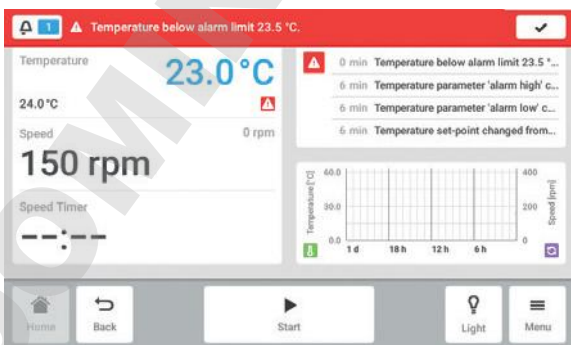 1 Temperature below alarm limit 23.5 °C.
Temperature
23.0°C
24.0°C
Speed 0 rpm
150 rpm
Speed Timer
--:--
0 min Temperature below alarm limit 23.5 °...
6 min Temperature parameter 'alarm high' c...
6 min Temperature parameter 'alarm low' c...
6 min Temperature set-point changed from...
Temperature [°C]
60.0
30.0
0.0
1 d 18 h 12 h 6 h
400
200
0
Speed [rpm]
Home
Back
Start
Light
Menu